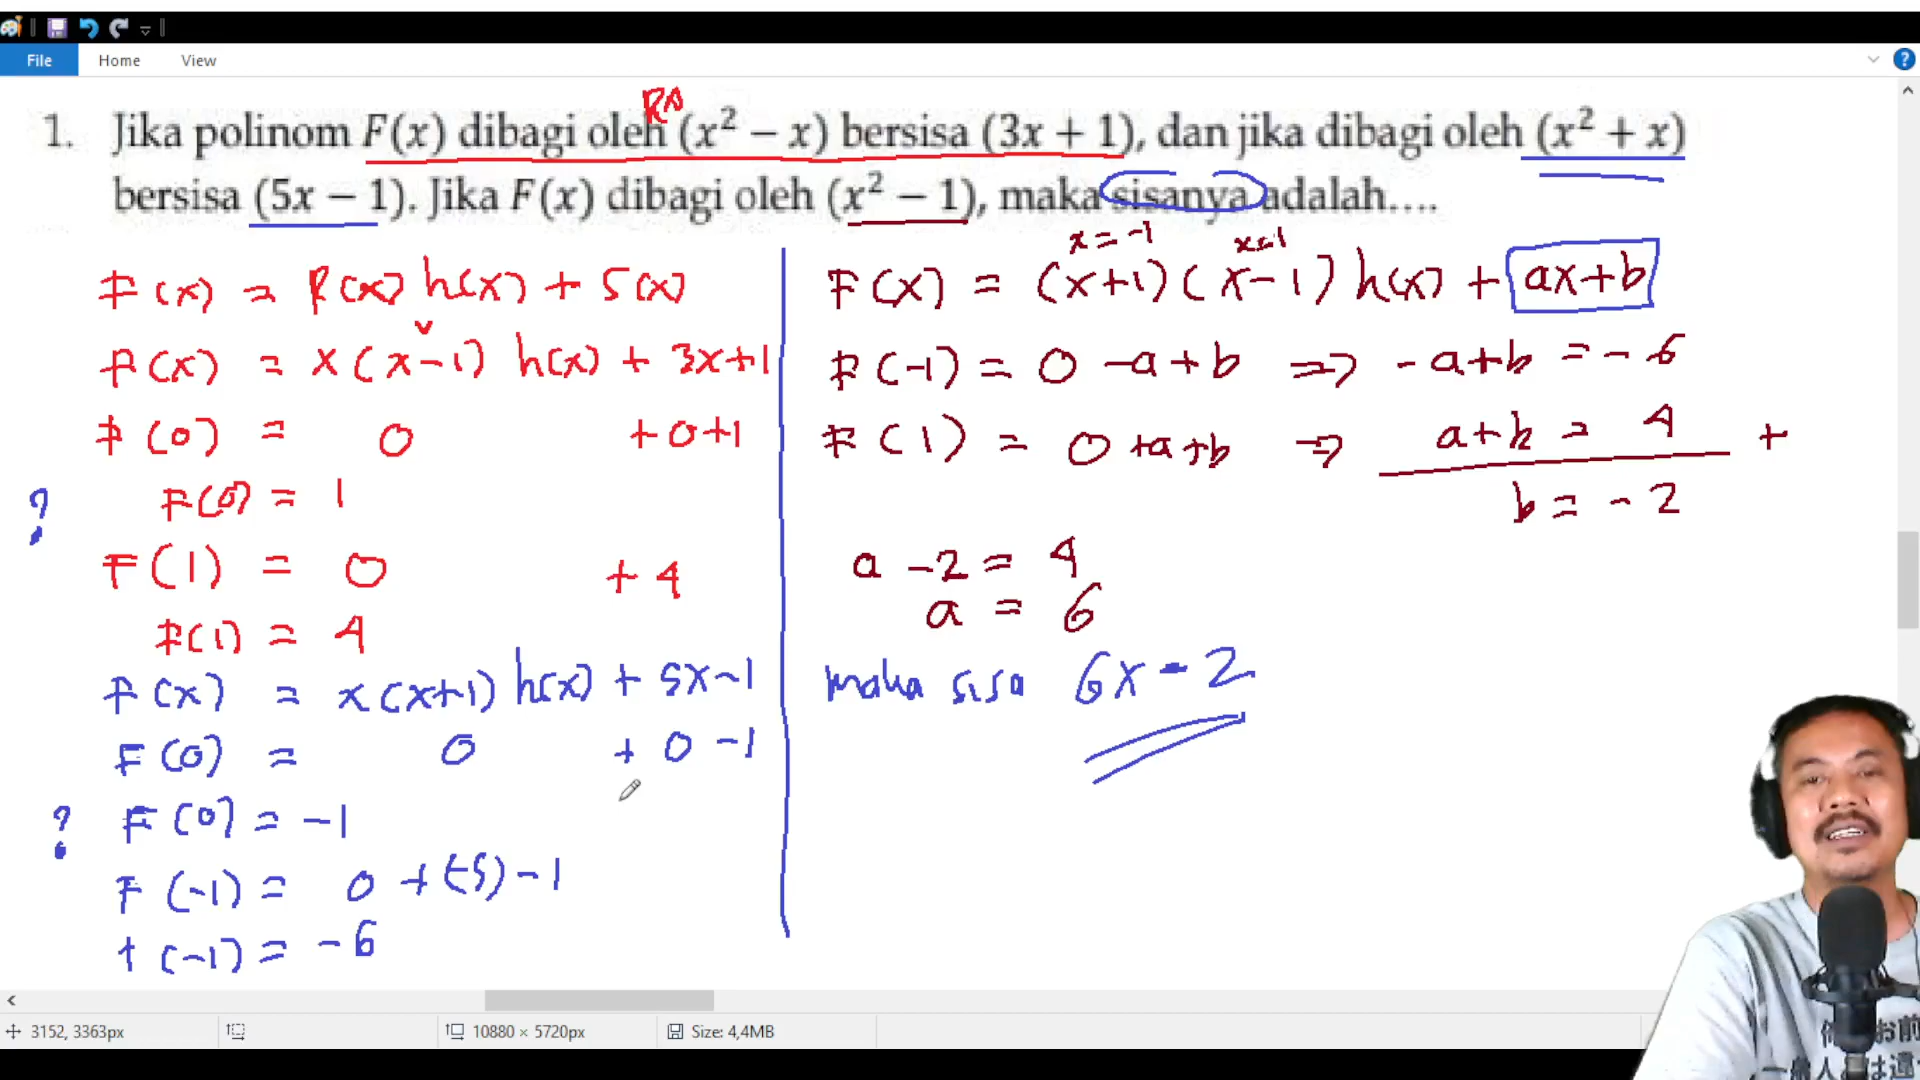 File Home View
1. Jika polinom F(x) dibagi oleh (x² − x) bersisa (3x + 1), dan jika dibagi oleh (x² + x)
bersisa (5x − 1). Jika F(x) dibagi oleh (x² − 1), maka sisanya adalah....
F(x) = P(x) h(x) + S(x)
F(x) = x(x-1) h(x) + 3x+1
F(0) = 0 +0+1
? F(0) = 1
F(1) = 0 + 4
F(1) = 4
F(x) = x(x+1) h(x) + 5x-1
F(0) = 0 + 0 -1
? F(0) = -1
F(-1) = 0 + (-5) -1
f(-1) = -6
x = -1 x=1
F(x) = (x+1)(x-1) h(x) + ax+b
F(-1) = 0 -a+b => -a+b = -6
F(1) = 0 +a+b => a+b = 4 +
b = -2
a -2 = 4
a = 6
maka sisa 6x - 2
3152, 3363px 10880 × 5720px Size: 4,4MB